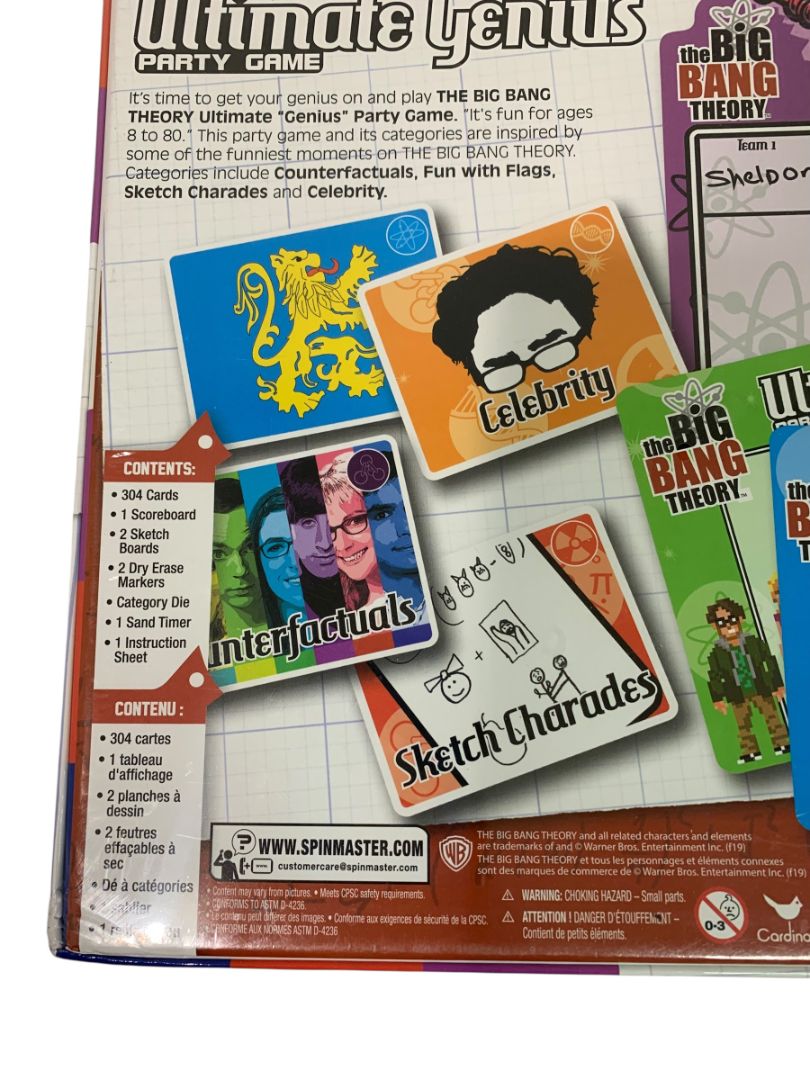 Ultimate Genius
PARTY GAME
It's time to get your genius on and play THE BIG BANG
THEORY Ultimate "Genius" Party Game. "It's fun for ages
8 to 80." This party game and its categories are inspired by
some of the funniest moments on THE BIG BANG THEORY.
Categories include Counterfactuals, Fun with Flags,
Sketch Charades and Celebrity.
the BIG
BANG
THEORY
Team 1
Sheldon
Celebrity
the BIG
BANG
THEORY™
CONTENTS:
• 304 Cards
• 1 Scoreboard
• 2 Sketch
Boards
• 2 Dry Erase
Markers
• Category Die
• 1 Sand Timer
• 1 Instruction
Sheet
unterfactuals
π
Sketch Charades
CONTENU :
• 304 cartes
• 1 tableau
d'affichage
• 2 planches à
dessin
• 2 feutres
effaçables à
sec
• Dé à catégories
WWW.SPINMASTER.COM
customercare@spinmaster.com
• Content may vary from pictures. • Meets CPSC safety requirements.
CONFORMS TO ASTM D-4236.
• Le contenu peut différer des images. • Conforme aux exigences de sécurité de la CPSC.
CONFORME AUX NORMES ASTM D-4236
WB
THE BIG BANG THEORY and all related characters and elements
are trademarks of and © Warner Bros. Entertainment Inc. (f19)
THE BIG BANG THEORY et tous les personnages et éléments connexes
sont des marques de commerce de © Warner Bros. Entertainment Inc. (f19)
⚠ WARNING: CHOKING HAZARD – Small parts.
⚠ ATTENTION ! DANGER D'ÉTOUFFEMENT –
Contient de petits éléments.
0-3
Cardina